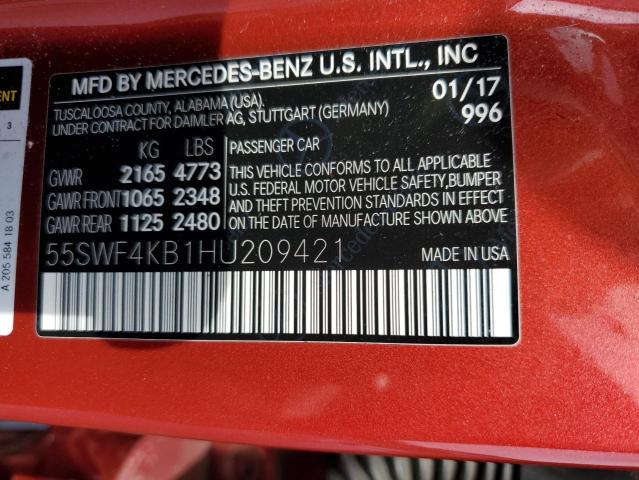 MFD BY MERCEDES-BENZ U.S. INTL., INC
TUSCALOOSA COUNTY, ALABAMA (USA). 01/17
UNDER CONTRACT FOR DAIMLER AG, STUTTGART (GERMANY) 996
KG LBS PASSENGER CAR
GVWR 2165 4773
GAWR FRONT 1065 2348
GAWR REAR 1125 2480
THIS VEHICLE CONFORMS TO ALL APPLICABLE
U.S. FEDERAL MOTOR VEHICLE SAFETY,BUMPER
AND THEFT PREVENTION STANDARDS IN EFFECT
ON THE DATE OF MANUFACTURE SHOWN ABOVE
55SWF4KB1HU209421
MADE IN USA
3
A 205 584 18 03